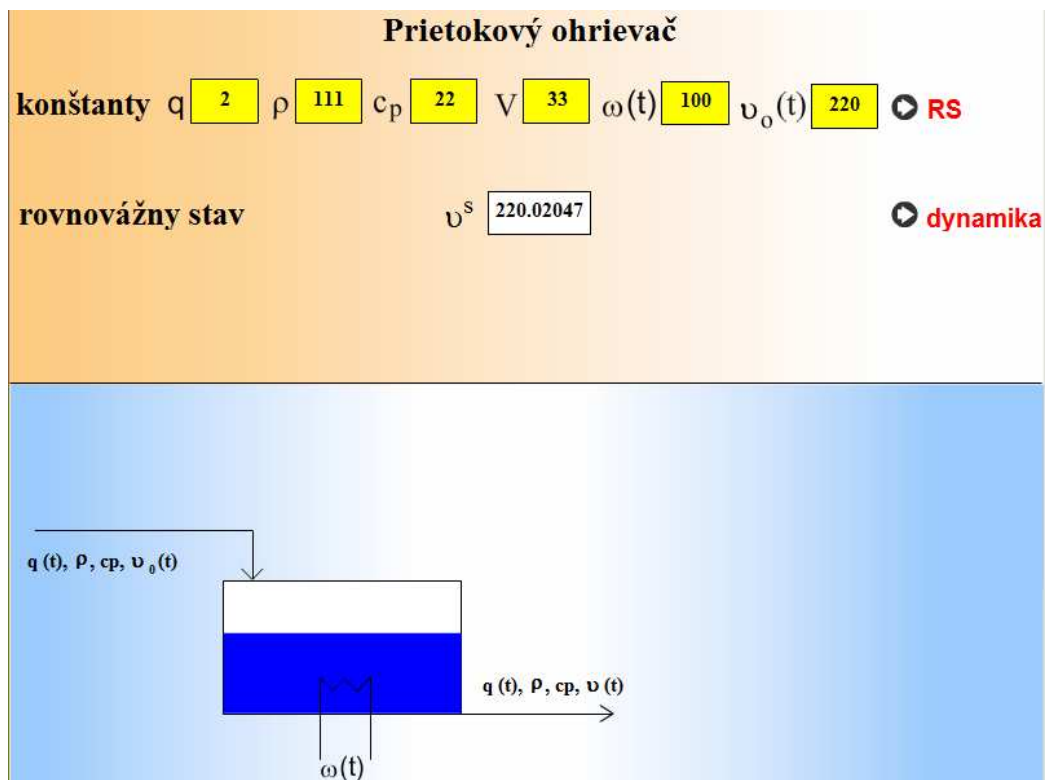 Prietokový ohrievač
konštanty q 2 ρ 111 cp 22 V 33 ω(t) 100 υo(t) 220 RS
rovnovážny stav υs 220.02047 dynamika
q (t), ρ, cp, υ0(t)
q (t), ρ, cp, υ (t)
ω(t)